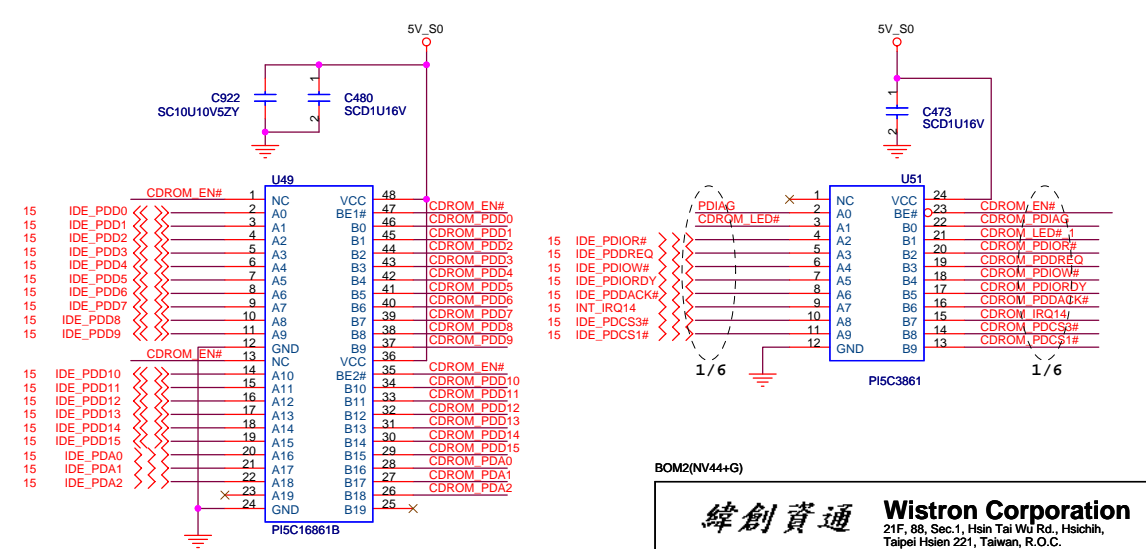 5V_S0
C922
SC10U10V5ZY
1
2
C480
SCD1U16V
U49
CDROM_EN# 1 NC VCC 48
15 IDE_PDD0 2 A0 BE1# 47 CDROM_EN#
15 IDE_PDD1 3 A1 B0 46 CDROM_PDD0
15 IDE_PDD2 4 A2 B1 45 CDROM_PDD1
15 IDE_PDD3 5 A3 B2 44 CDROM_PDD2
15 IDE_PDD4 6 A4 B3 43 CDROM_PDD3
15 IDE_PDD5 7 A5 B4 42 CDROM_PDD4
15 IDE_PDD6 8 A6 B5 41 CDROM_PDD5
15 IDE_PDD7 9 A7 B6 40 CDROM_PDD6
15 IDE_PDD8 10 A8 B7 39 CDROM_PDD7
15 IDE_PDD9 11 A9 B8 38 CDROM_PDD8
12 GND B9 37 CDROM_PDD9
CDROM_EN# 13 NC VCC 36
15 IDE_PDD10 14 A10 BE2# 35 CDROM_EN#
15 IDE_PDD11 15 A11 B10 34 CDROM_PDD10
15 IDE_PDD12 16 A12 B11 33 CDROM_PDD11
15 IDE_PDD13 17 A13 B12 32 CDROM_PDD12
15 IDE_PDD14 18 A14 B13 31 CDROM_PDD13
15 IDE_PDD15 19 A15 B14 30 CDROM_PDD14
15 IDE_PDA0 20 A16 B15 29 CDROM_PDD15
15 IDE_PDA1 21 A17 B16 28 CDROM_PDA0
15 IDE_PDA2 22 A18 B17 27 CDROM_PDA1
23 A19 B18 26 CDROM_PDA2
24 GND B19 25
PI5C16861B
5V_S0
1
2
C473
SCD1U16V
U51
1 NC VCC 24
PDIAG 2 A0 BE# 23 CDROM_EN#
CDROM_LED# 3 A1 B0 22 CDROM_PDIAG
15 IDE_PDIOR# 4 A2 B1 21 CDROM_LED#_1
15 IDE_PDDREQ 5 A3 B2 20 CDROM_PDIOR#
15 IDE_PDIOW# 6 A4 B3 19 CDROM_PDDREQ
15 IDE_PDIORDY 7 A5 B4 18 CDROM_PDIOW#
15 IDE_PDDACK# 8 A6 B5 17 CDROM_PDIORDY
15 INT_IRQ14 9 A7 B6 16 CDROM_PDDACK#
15 IDE_PDCS3# 10 A8 B7 15 CDROM_IRQ14
15 IDE_PDCS1# 11 A9 B8 14 CDROM_PDCS3#
12 GND B9 13 CDROM_PDCS1#
1/6
1/6
PI5C3861
BOM2(NV44+G)
緯創資通 Wistron Corporation
21F, 88, Sec.1, Hsin Tai Wu Rd., Hsichih,
Taipei Hsien 221, Taiwan, R.O.C.